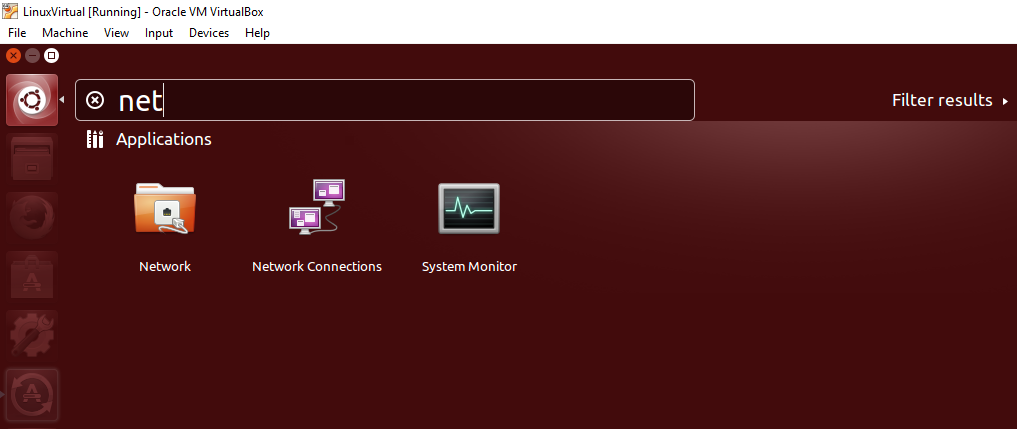 LinuxVirtual [Running] - Oracle VM VirtualBox
File Machine View Input Devices Help
net
Filter results
Applications
Network Network Connections System Monitor